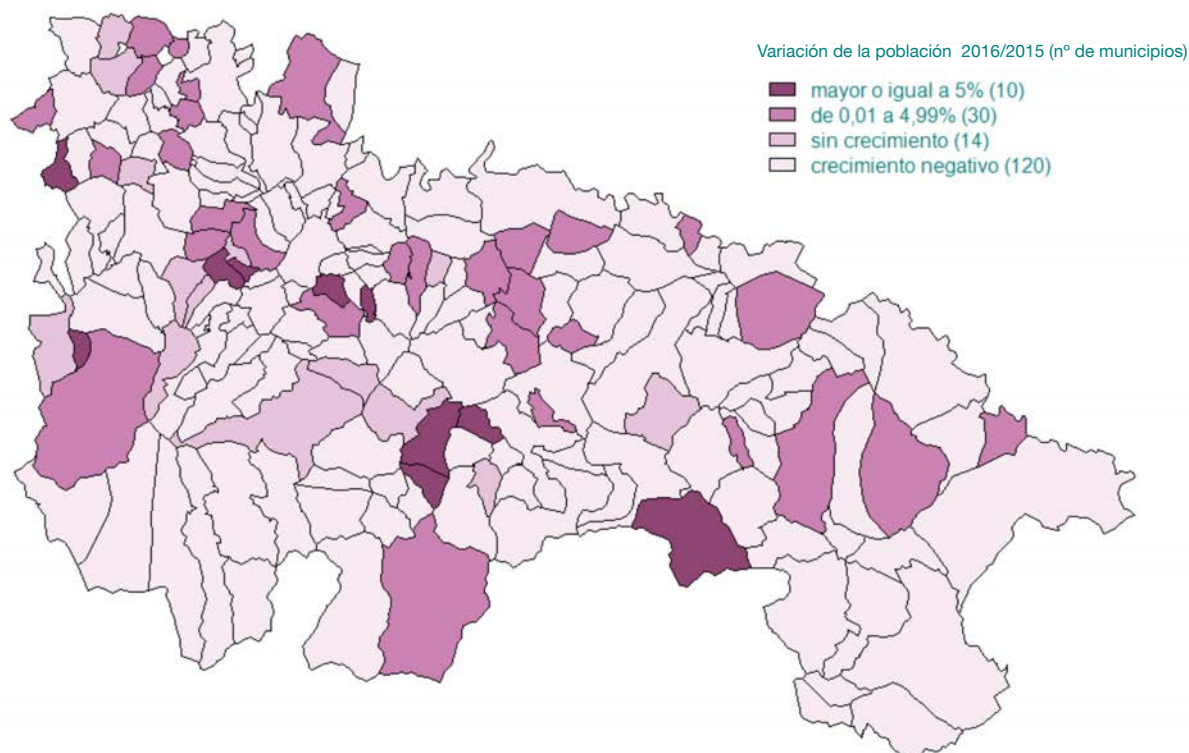 Variación de la población 2016/2015 (nº de municipios)
mayor o igual a 5% (10)
de 0,01 a 4,99% (30)
sin crecimiento (14)
crecimiento negativo (120)